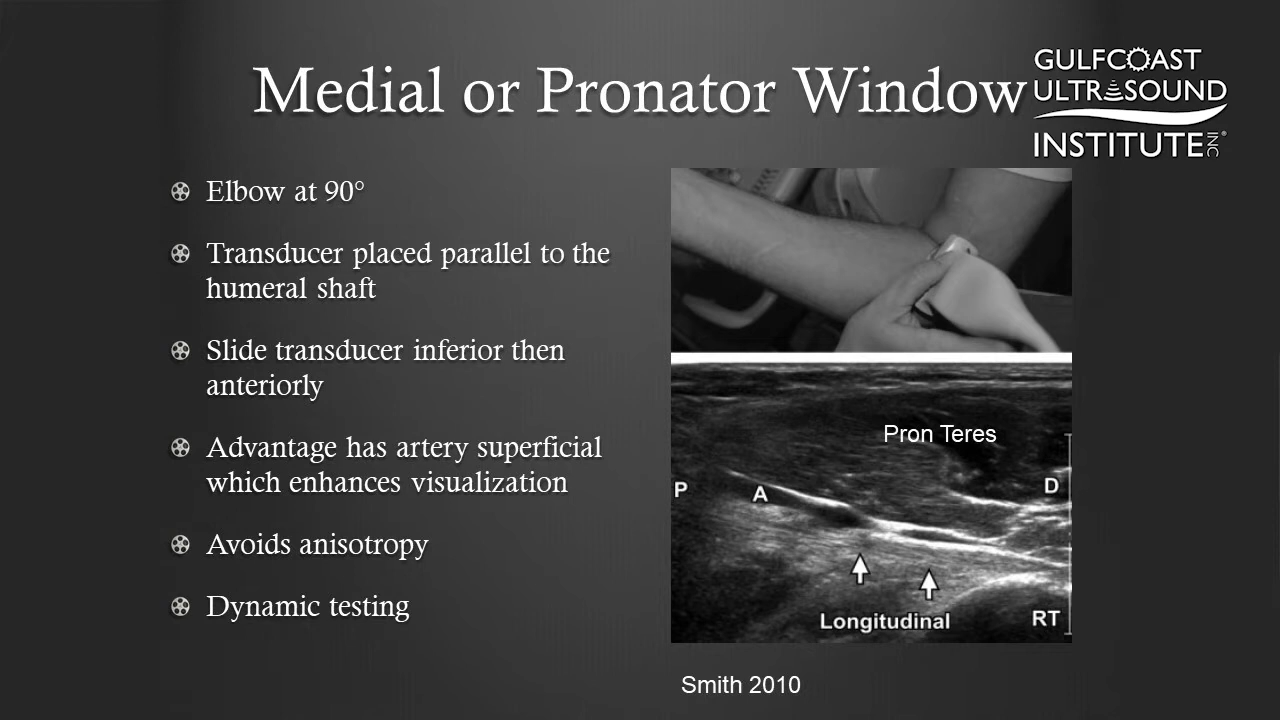 Medial or Pronator Window
GULFCOAST
ULTRASOUND
INSTITUTE INC®
Elbow at 90°
Transducer placed parallel to the
humeral shaft
Slide transducer inferior then
anteriorly
Advantage has artery superficial
which enhances visualization
Avoids anisotropy
Dynamic testing
Pron Teres
P
A
D
Longitudinal
RT
Smith 2010